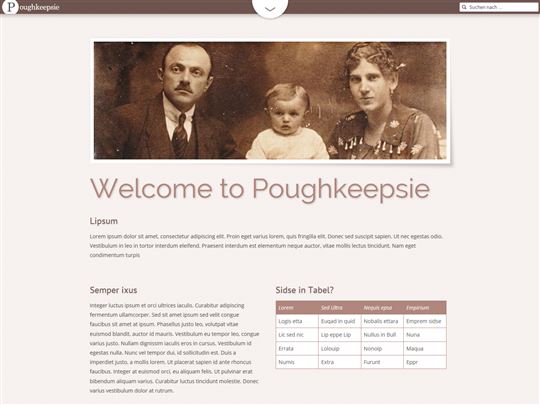 Poughkeepsie
Suchen nach ...
Welcome to Poughkeepsie
Lipsum
Lorem ipsum dolor sit amet, consectetur adipiscing elit. Proin eget varius lorem, quis fringilla elit. Donec sed suscipit sapien. Ut nec egestas odio.
Vestibulum in leo in tortor interdum eleifend. Praesent interdum est elementum neque auctor, vitae mollis lectus tincidunt. Nam eget
condimentum turpis
Semper ixus
Integer luctus ipsum et orci ultrices iaculis. Curabitur adipiscing
fermentum ullamcorper. Sed sit amet ipsum sed velit congue
faucibus sit amet at ipsum. Phasellus justo leo, volutpat vitae
euismod blandit, auctor id mauris. Vestibulum eu tempor leo, congue
varius justo. Nullam dignissim iaculis eros in cursus. Vestibulum id
egestas nulla. Nunc vel tempor dui, id sollicitudin est. Duis a
imperdiet justo, a mollis lorem. Ut placerat sapien id ante rhoncus
faucibus. Integer at euismod orci, eu aliquam felis. Ut pulvinar erat
bibendum aliquam varius. Curabitur luctus tincidunt molestie. Donec
varius vestibulum dolor at rutrum.
Sidse in Tabel?
Lorem Sed Ultra Nequis epsa Empirium
Logis etta Euqad in quid Nobalis ettara Emprom sidse
Lic sed nic Lip eppe Lip Nullus in Bull Nuna
Errata Lolouip Nonoip Maqua
Numis Extra Furunt Eppr